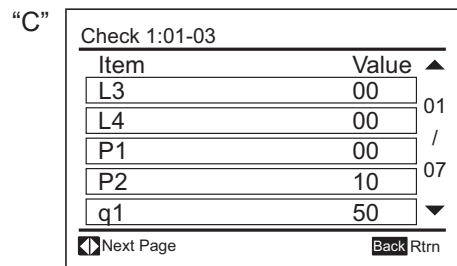 “C”
Check 1:01-03
Item Value ▲
L3 00
L4 00
P1 00
P2 10
q1 50
01
/
07
▼
◀▶Next Page Back Rtrn